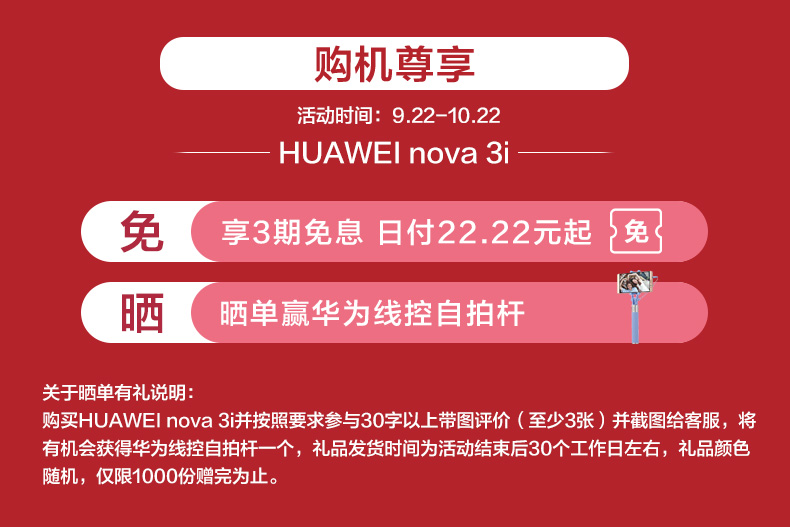 购机尊享
活动时间：9.22-10.22
HUAWEI nova 3i
免 享3期免息 日付22.22元起 免
晒 晒单赢华为线控自拍杆
关于晒单有礼说明：
购买HUAWEI nova 3i并按照要求参与30字以上带图评价（至少3张）并截图给客服，将
有机会获得华为线控自拍杆一个，礼品发货时间为活动结束后30个工作日左右，礼品颜色
随机，仅限1000份赠完为止。